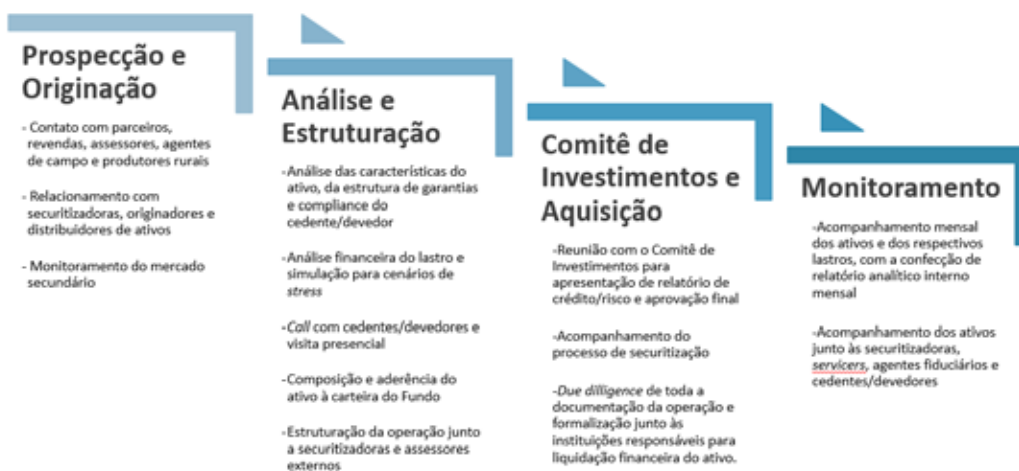 Prospecção e
Originação
- Contato com parceiros,
revendas, assessores, agentes
de campo e produtores rurais
- Relacionamento com
securitizadoras, originadores e
distribuidores de ativos
- Monitoramento do mercado
secundário
Análise e
Estruturação
-Análise das características do
ativo, da estrutura de garantias
e compliance do
cedente/devedor
-Análise financeira do lastro e
simulação para cenários de
stress
-Call com cedentes/devedores e
visita presencial
-Composição e aderência do
ativo à carteira do Fundo
-Estruturação da operação junto
a securitizadoras e assessores
externos
Comitê de
Investimentos e
Aquisição
-Reunião com o Comitê de
Investimentos para
apresentação de relatório de
crédito/risco e aprovação final
-Acompanhamento do
processo de securitização
-Due dilligence de toda a
documentação da operação e
formalização junto às
instituições responsáveis para
liquidação financeira do ativo.
Monitoramento
-Acompanhamento mensal
dos ativos e dos respectivos
lastros, com a confecção de
relatório analítico interno
mensal
-Acompanhamento dos ativos
junto às securitizadoras,
servicers, agentes fiduciários e
cedentes/devedores